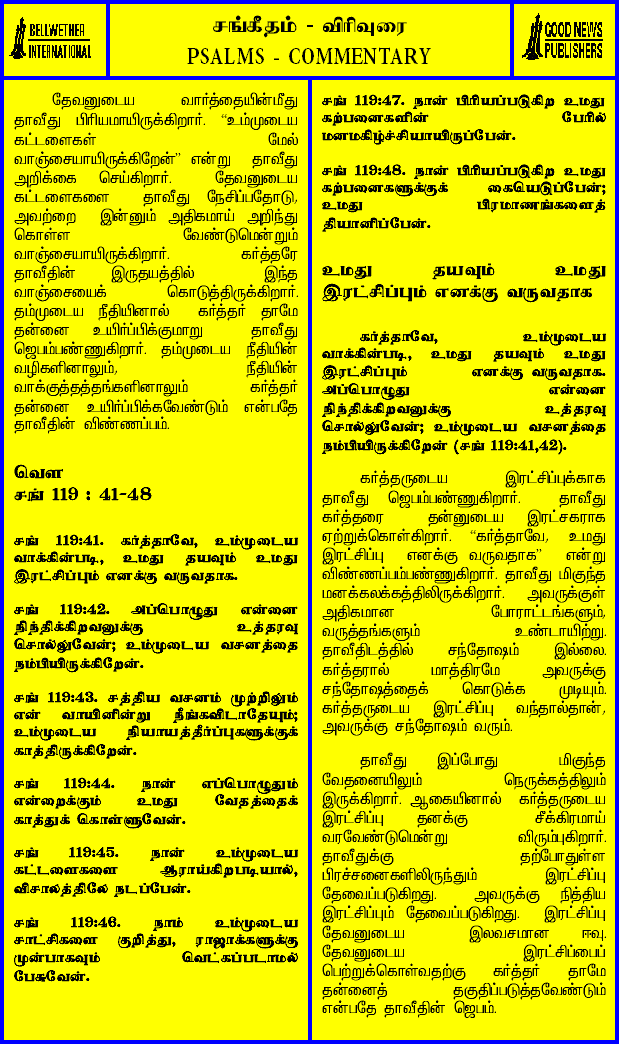 BELLWETHER
INTERNATIONAL
சங்கீதம் - விரிவுரை
PSALMS - COMMENTARY
GOOD NEWS
PUBLISHERS
தேவனுடைய வார்த்தையின்மீது
தாவீது பிரியமாயிருக்கிறார். “உம்முடைய
கட்டளைகள் மேல்
வாஞ்சையாயிருக்கிறேன்” என்று தாவீது
அறிக்கை செய்கிறார். தேவனுடைய
கட்டளைகளை தாவீது நேசிப்பதோடு,
அவற்றை இன்னும் அதிகமாய் அறிந்து
கொள்ள வேண்டுமென்றும்
வாஞ்சையாயிருக்கிறார். கர்த்தரே
தாவீதின் இருதயத்தில் இந்த
வாஞ்சையைக் கொடுத்திருக்கிறார்.
தம்முடைய நீதியினால் கர்த்தர் தாமே
தன்னை உயிர்ப்பிக்குமாறு தாவீது
ஜெபம்பண்ணுகிறார். தம்முடைய நீதியின்
வழிகளினாலும், நீதியின்
வாக்குத்தத்தங்களினாலும் கர்த்தர்
தன்னை உயிர்ப்பிக்கவேண்டும் என்பதே
தாவீதின் விண்ணப்பம்.
வௌ
சங் 119 : 41-48
சங் 119:41. கர்த்தாவே, உம்முடைய
வாக்கின்படி, உமது தயவும் உமது
இரட்சிப்பும் எனக்கு வருவதாக.
சங் 119:42. அப்பொழுது என்னை
நிந்திக்கிறவனுக்கு உத்தரவு
சொல்லுவேன்; உம்முடைய வசனத்தை
நம்பியிருக்கிறேன்.
சங் 119:43. சத்திய வசனம் முற்றிலும்
என் வாயினின்று நீங்கவிடாதேயும்;
உம்முடைய நியாயத்தீர்ப்புகளுக்குக்
காத்திருக்கிறேன்.
சங் 119:44. நான் எப்பொழுதும்
என்றைக்கும் உமது வேதத்தைக்
காத்துக் கொள்ளுவேன்.
சங் 119:45. நான் உம்முடைய
கட்டளைகளை ஆராய்கிறபடியால்,
விசாலத்திலே நடப்பேன்.
சங் 119:46. நாம் உம்முடைய
சாட்சிகளை குறித்து, ராஜாக்களுக்கு
முன்பாகவும் வெட்கப்படாமல்
பேசுவேன்.
சங் 119:47. நான் பிரியப்படுகிற உமது
கற்பனைகளின் பேரில்
மனமகிழ்ச்சியாயிருப்பேன்.
சங் 119:48. நான் பிரியப்படுகிற உமது
கற்பனைகளுக்குக் கையெடுப்பேன்;
உமது பிரமாணங்களைத்
தியானிப்பேன்.
உமது தயவும் உமது
இரட்சிப்பும் எனக்கு வருவதாக
கர்த்தாவே, உம்முடைய
வாக்கின்படி, உமது தயவும் உமது
இரட்சிப்பும் எனக்கு வருவதாக.
அப்பொழுது என்னை
நிந்திக்கிறவனுக்கு உத்தரவு
சொல்லுவேன்; உம்முடைய வசனத்தை
நம்பியிருக்கிறேன் (சங் 119:41,42).
கர்த்தருடைய இரட்சிப்புக்காக
தாவீது ஜெபம்பண்ணுகிறார். தாவீது
கர்த்தரை தன்னுடைய இரட்சகராக
ஏற்றுக்கொள்கிறார். “கர்த்தாவே, உமது
இரட்சிப்பு எனக்கு வருவதாக” என்று
விண்ணப்பம்பண்ணுகிறார். தாவீது மிகுந்த
மனக்கலக்கத்திலிருக்கிறார். அவருக்குள்
அதிகமான போராட்டங்களும்,
வருத்தங்களும் உண்டாயிற்று.
தாவீதிடத்தில் சந்தோஷம் இல்லை.
கர்த்தரால் மாத்திரமே அவருக்கு
சந்தோஷத்தைக் கொடுக்க முடியும்.
கர்த்தருடைய இரட்சிப்பு வந்தால்தான்,
அவருக்கு சந்தோஷம் வரும்.
தாவீது இப்போது மிகுந்த
வேதனையிலும் நெருக்கத்திலும்
இருக்கிறார். ஆகையினால் கர்த்தருடைய
இரட்சிப்பு தனக்கு சீக்கிரமாய்
வரவேண்டுமென்று விரும்புகிறார்.
தாவீதுக்கு தற்போதுள்ள
பிரச்சனைகளிலிருந்தும் இரட்சிப்பு
தேவைப்படுகிறது. அவருக்கு நித்திய
இரட்சிப்பும் தேவைப்படுகிறது. இரட்சிப்பு
தேவனுடைய இலவசமான ஈவு.
தேவனுடைய இரட்சிப்பைப்
பெற்றுக்கொள்வதற்கு கர்த்தர் தாமே
தன்னைத் தகுதிப்படுத்தவேண்டும்
என்பதே தாவீதின் ஜெபம்.